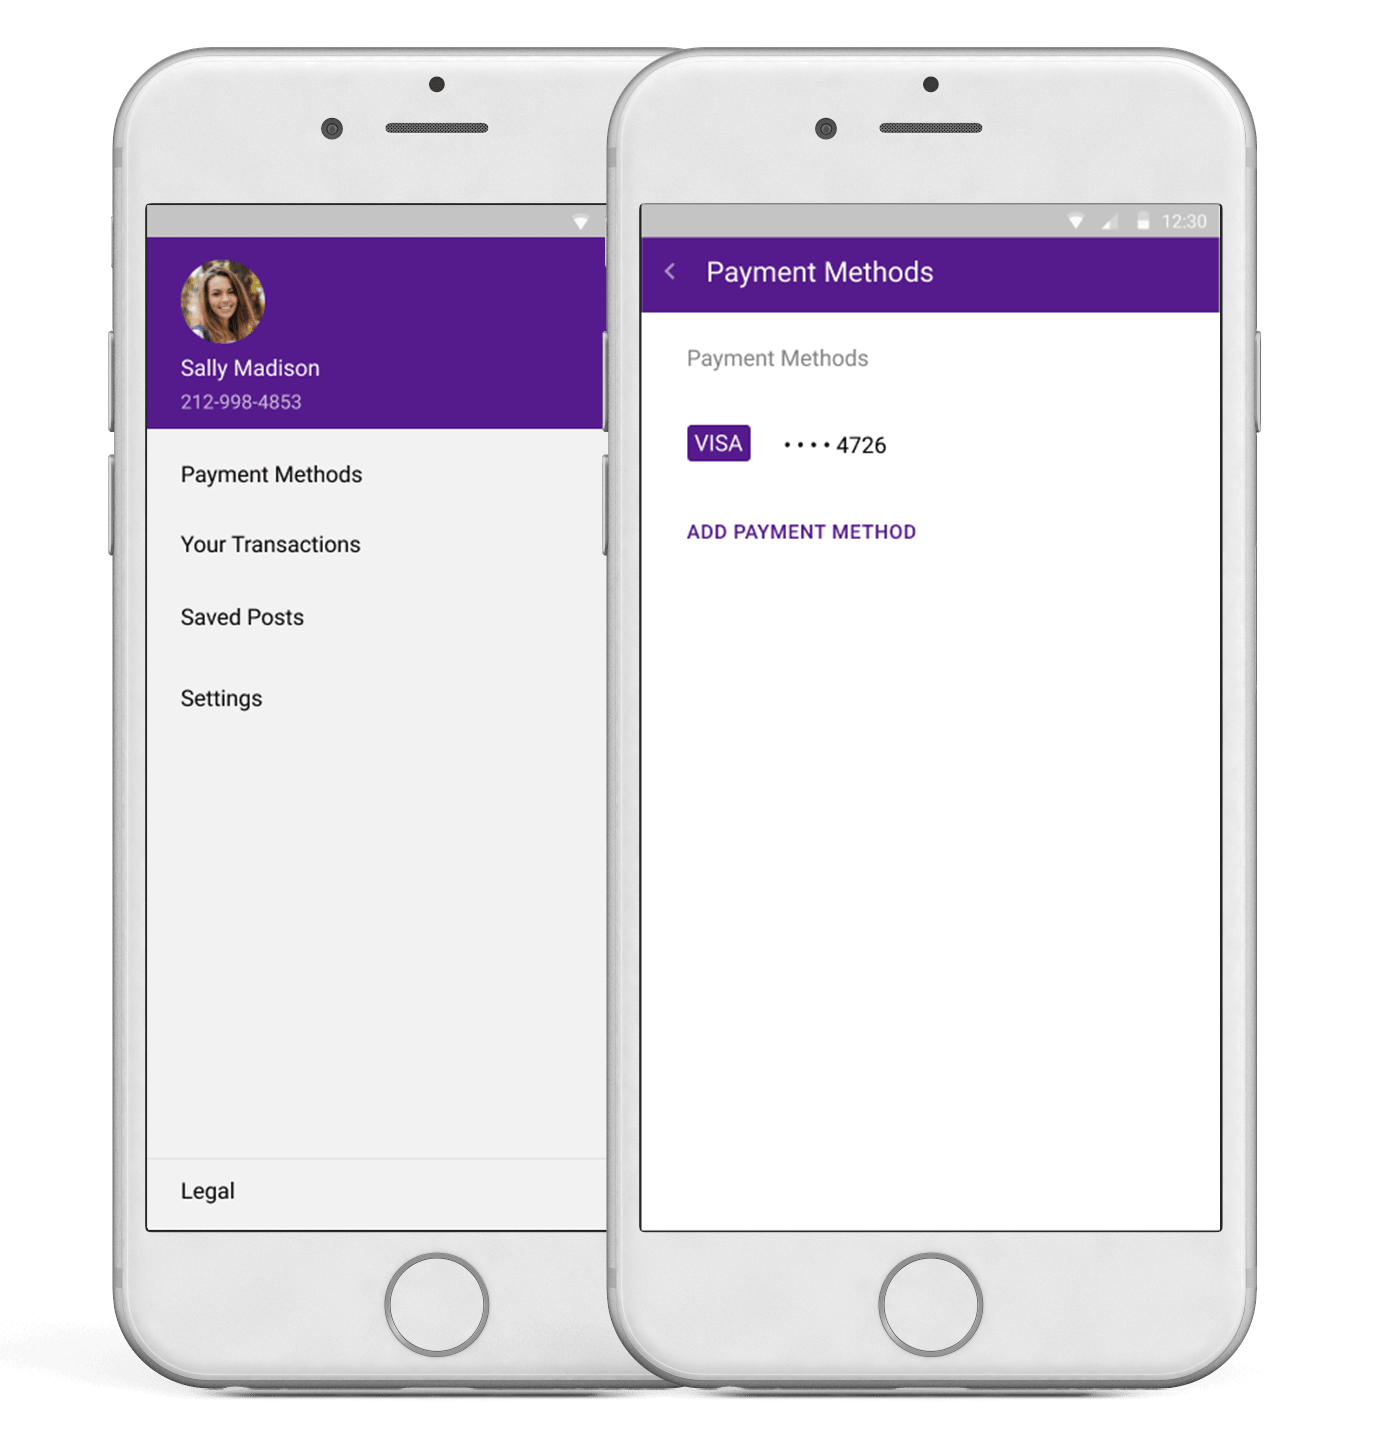 Sally Madison
212-998-4853
Payment Methods
Your Transactions
Saved Posts
Settings
Legal
12:30
Payment Methods
Payment Methods
VISA •••• 4726
ADD PAYMENT METHOD